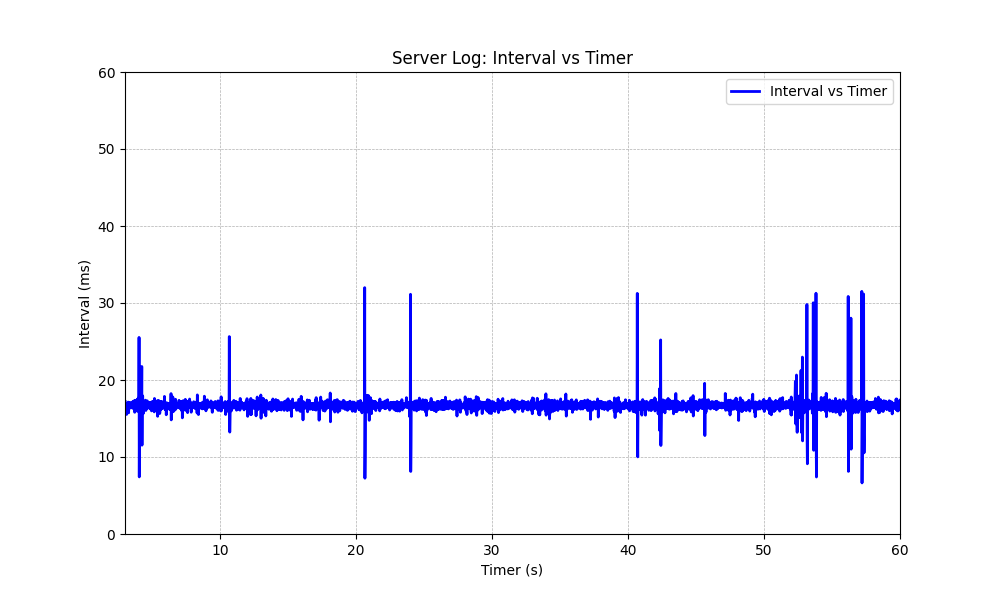 Server Log: Interval vs Timer
Interval vs Timer
60
50
40
30
20
10
0
Interval (ms)
10 20 30 40 50 60
Timer (s)